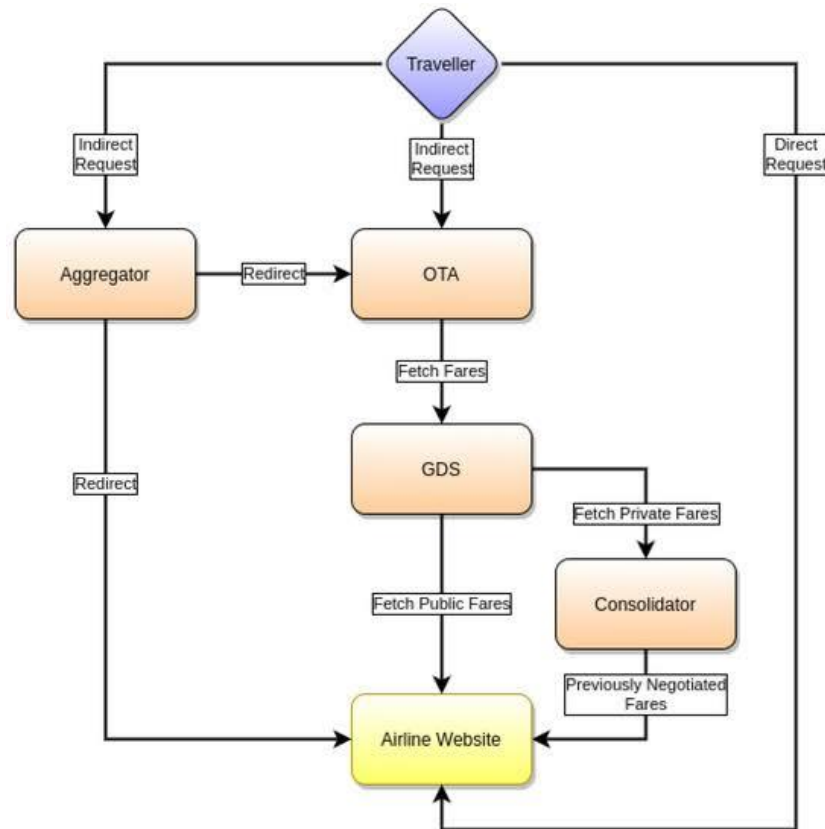 Traveller
Indirect
Request
Indirect
Request
Direct
Request
Aggregator
Redirect
OTA
Fetch Fares
GDS
Redirect
Fetch Private Fares
Fetch Public Fares
Consolidator
Previously Negotiated
Fares
Airline Website